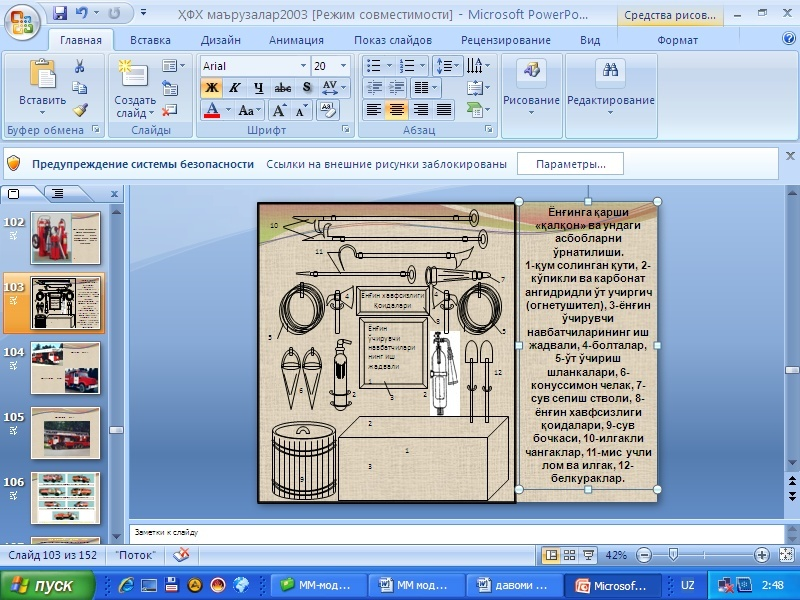 ҲФХ маърузалар2003 [Режим совместимости] - Microsoft PowerPo...
Средства рисов...
Главная
Вставка
Дизайн
Анимация
Показ слайдов
Рецензирование
Вид
Формат
Вставить
Буфер обмена
Создать слайд
Слайды
Arial
20
Ж К Ч abc S AV
А Aa А А
Шрифт
Абзац
Рисование
Редактирование
Предупреждение системы безопасности
Ссылки на внешние рисунки заблокированы
Параметры...
102
103
104
105
106
10
11
7
Ёнғин хавфсизлиги
Қоидалари
4
4
8
5
5
Ёнғин
ўчирувчи
навбатчилари
нинг иш
жадвали
1
3
6
2
2
12
2
1
3
9
Ёнғинга қарши
«қалқон» ва ундаги
асбобларни
ўрнатилиши.
1-қум солинган қути, 2-
кўпикли ва карбонат
ангидридли ўт учиргич
(огнетушител), 3-ёнғин
ўчирувчи
навбатчиларининг иш
жадвали, 4-болталар,
5-ўт ўчириш
шланкалари, 6-
конуссимон челак, 7-
сув сепиш стволи, 8-
ёнғин хавфсизлиги
қоидалари, 9-сув
бочкаси, 10-илгакли
чангаклар, 11-мис учли
лом ва илгак, 12-
белкураклар.
Заметки к слайду
Слайд 103 из 152
"Поток"
42%
пуск
ММ-мод...
ММ мод...
давоми ...
Microsof...
UZ
2:48